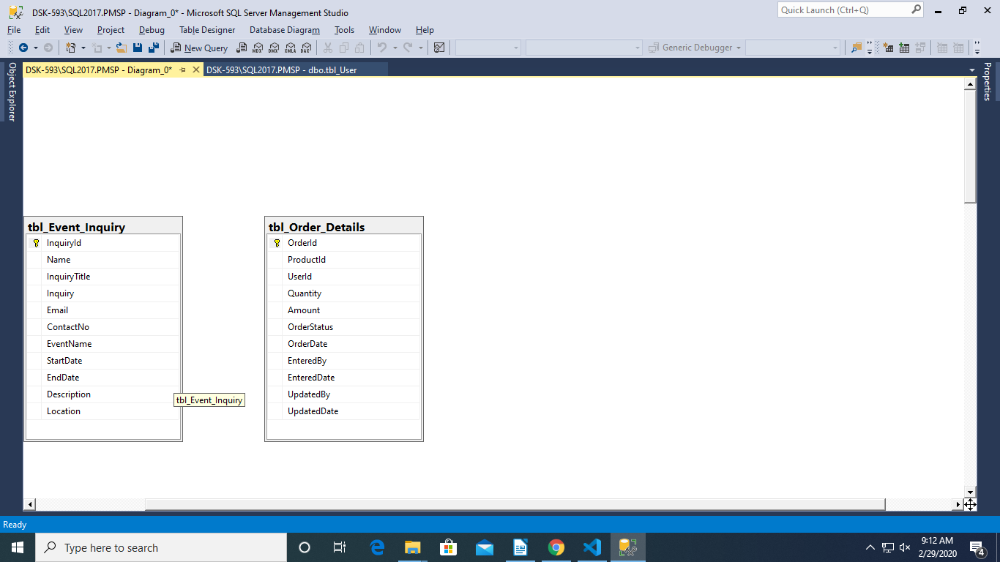 DSK-593\SQL2017.PMSP - Diagram_0* - Microsoft SQL Server Management Studio
Quick Launch (Ctrl+Q)
File Edit View Project Debug Table Designer Database Diagram Tools Window Help
New Query MDX DMX XMLA DAX Generic Debugger
DSK-593\SQL2017.PMSP - Diagram_0* DSK-593\SQL2017.PMSP - dbo.tbl_User
Object Explorer
Properties
tbl_Event_Inquiry
InquiryId
Name
InquiryTitle
Inquiry
Email
ContactNo
EventName
StartDate
EndDate
Description
Location
tbl_Event_Inquiry
tbl_Order_Details
OrderId
ProductId
UserId
Quantity
Amount
OrderStatus
OrderDate
EnteredBy
EnteredDate
UpdatedBy
UpdatedDate
Ready
Type here to search
9:12 AM
2/29/2020
4